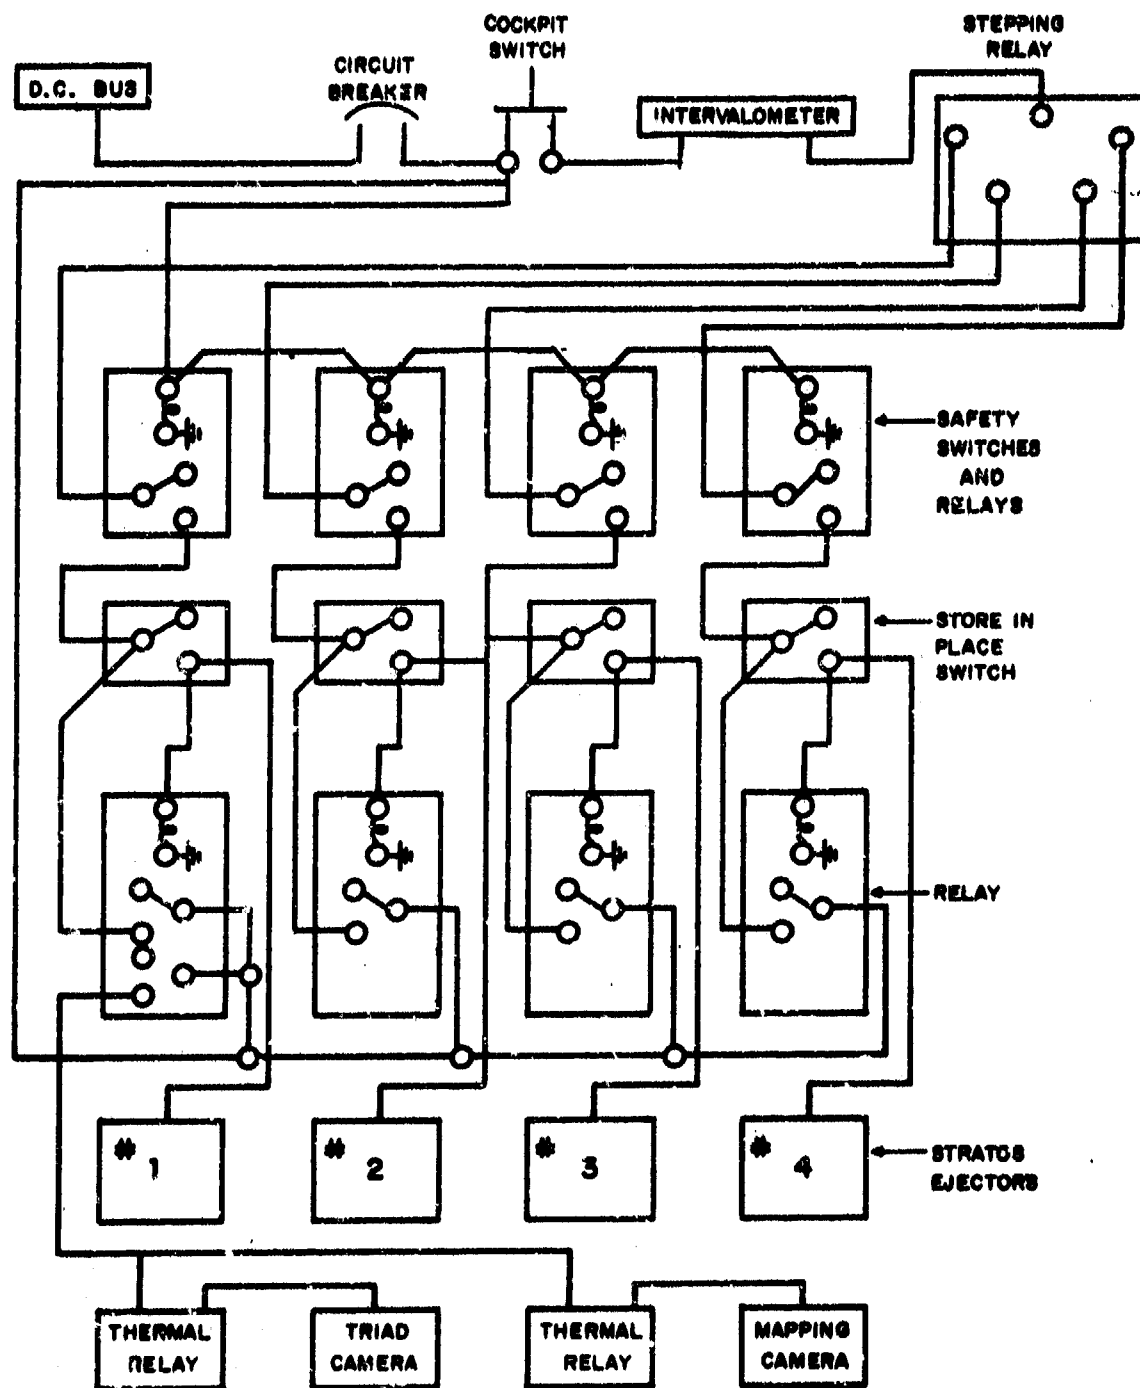 COCKPIT
SWITCH
STEPPING
RELAY
D.C. BUS
CIRCUIT
BREAKER
INTERVALOMETER
SAFETY
SWITCHES
AND
RELAYS
STORE IN
PLACE
SWITCH
RELAY
# 1
# 2
# 3
# 4
STRATOS
EJECTORS
THERMAL
RELAY
TRIAD
CAMERA
THERMAL
RELAY
MAPPING
CAMERA